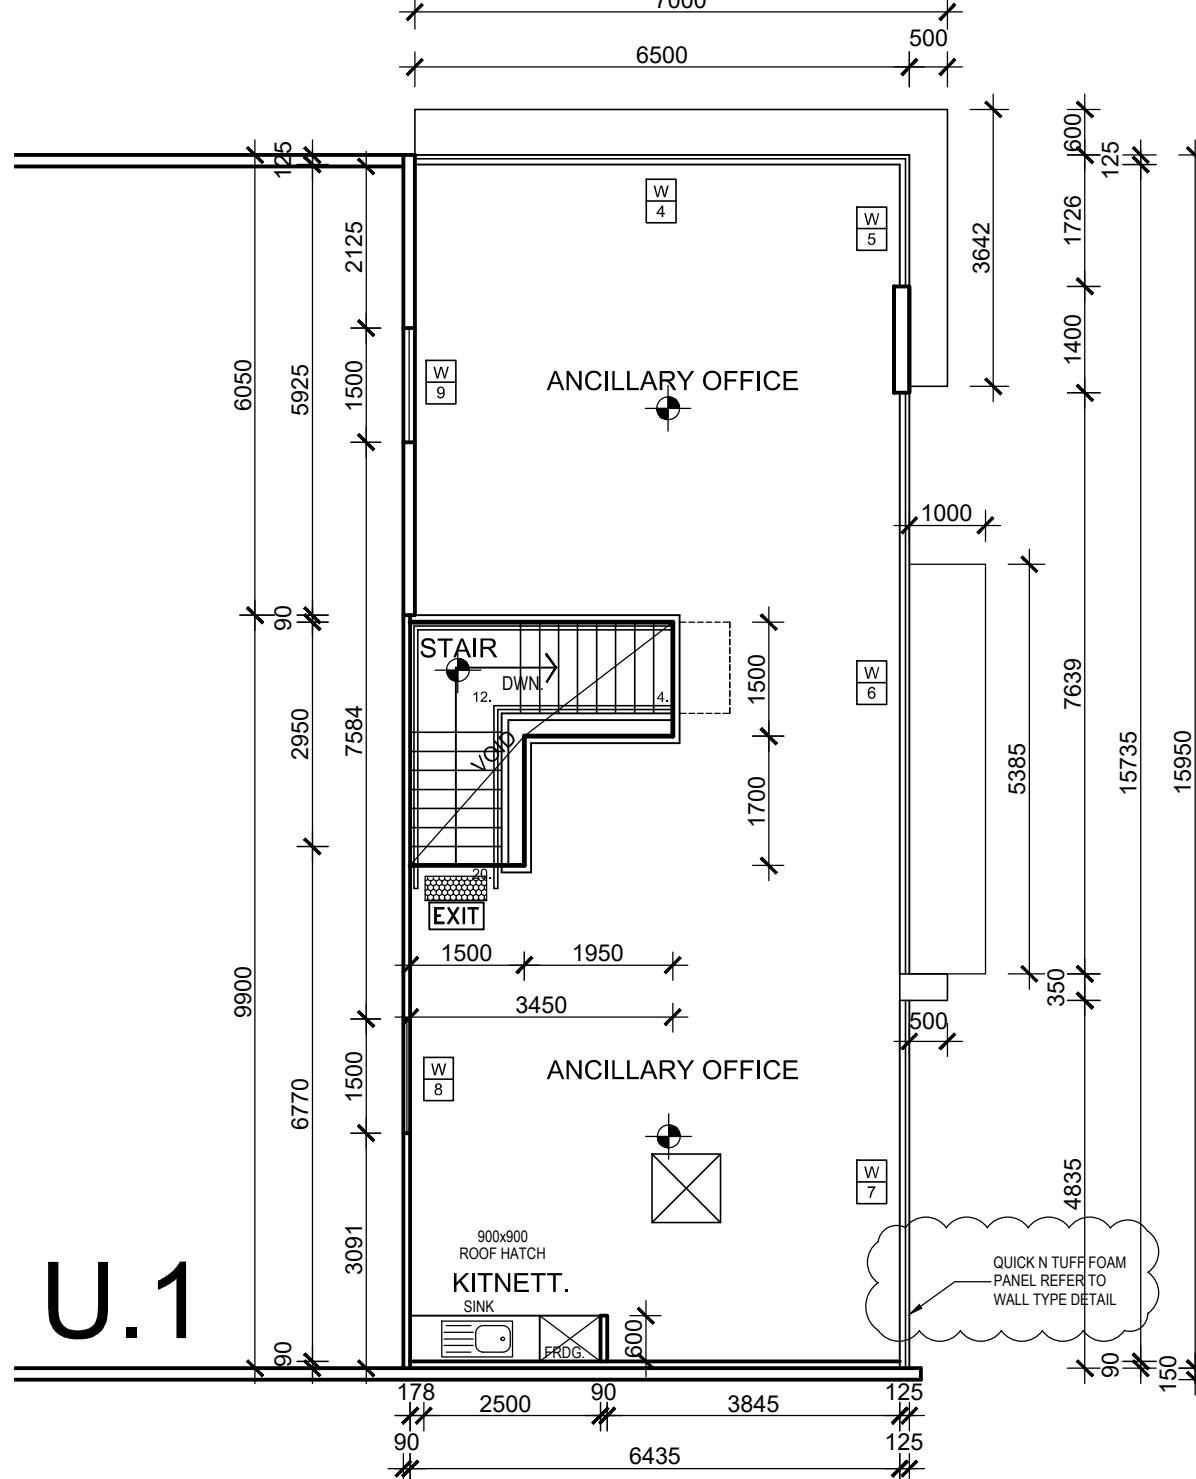 7000
6500
500
125
600
125
W
4
W
5
2125
1726
3642
6050
5925
1500
W
9
ANCILLARY OFFICE
1400
1000
90
STAIR
DWN.
12.
4.
1500
W
6
7639
2950
7584
VOID
5385
15735
15950
1700
20.
EXIT
1500
1950
9900
350
3450
500
ANCILLARY OFFICE
W
8
1500
6770
W
7
4835
3091
900x900
ROOF HATCH
KITNETT.
SINK
QUICK N TUFF FOAM
PANEL REFER TO
WALL TYPE DETAIL
U.1
FRDG.
600
90
90
150
178
2500
90
3845
125
90
6435
125